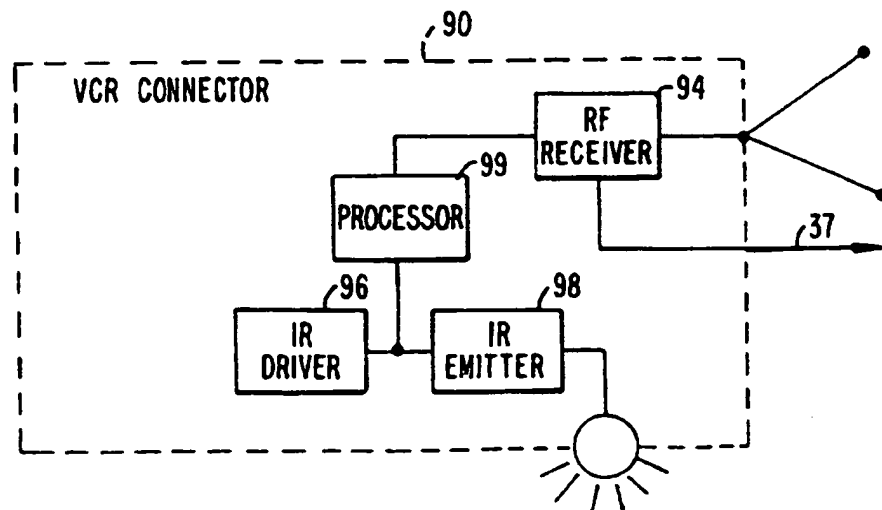 90
VCR CONNECTOR
94
RF
RECEIVER
99
PROCESSOR
37
96
IR
DRIVER
98
IR
EMITTER